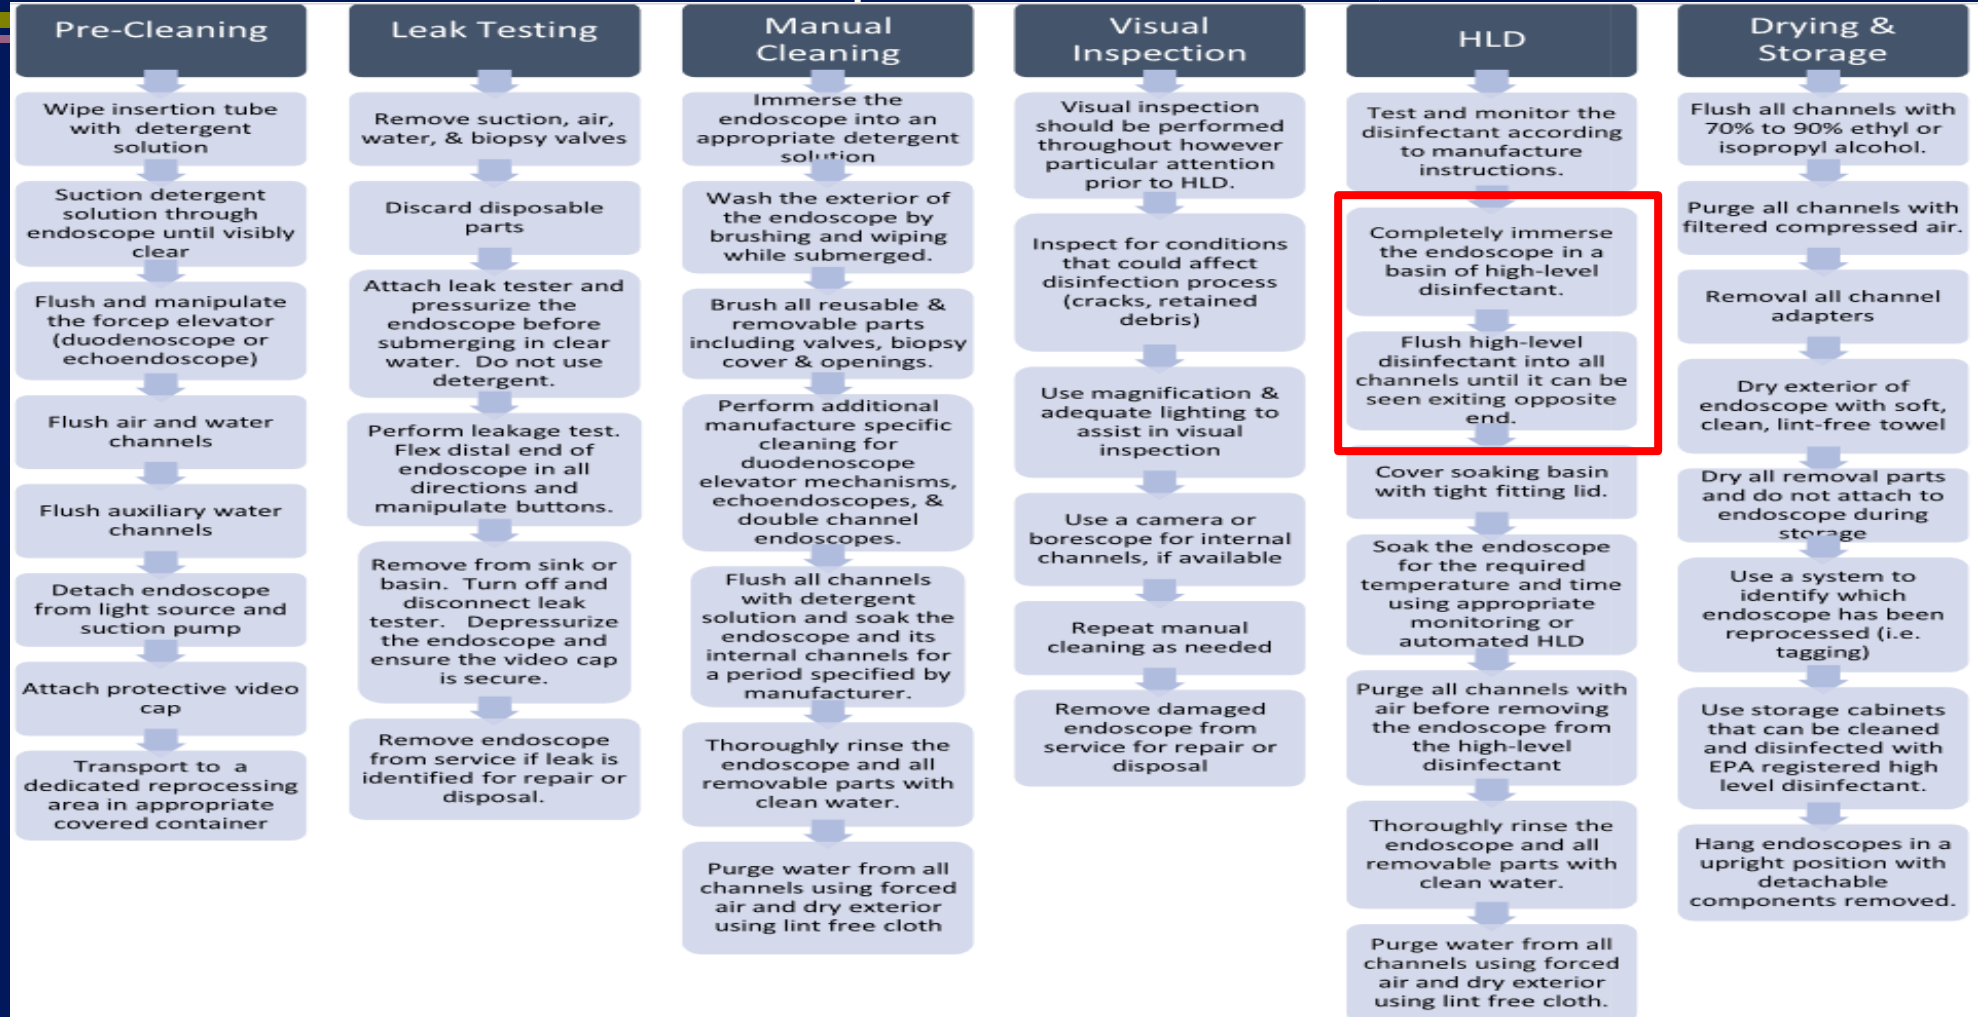 Pre-Cleaning
Wipe insertion tube
with detergent
solution
Suction detergent
solution through
endoscope until visibly
clear
Flush and manipulate
the forcep elevator
(duodenoscope or
echoendoscope)
Flush air and water
channels
Flush auxiliary water
channels
Detach endoscope
from light source and
suction pump
Attach protective video
cap
Transport to a
dedicated reprocessing
area in appropriate
covered container
Leak Testing
Remove suction, air,
water, & biopsy valves
Discard disposable
parts
Attach leak tester and
pressurize the
endoscope before
submerging in clear
water. Do not use
detergent.
Perform leakage test.
Flex distal end of
endoscope in all
directions and
manipulate buttons.
Remove from sink or
basin. Turn off and
disconnect leak
tester. Depressurize
the endoscope and
ensure the video cap
is secure.
Remove endoscope
from service if leak is
identified for repair or
disposal.
Manual
Cleaning
Immerse the
endoscope into an
appropriate detergent
solution
Wash the exterior of
the endoscope by
brushing and wiping
while submerged.
Brush all reusable &
removable parts
including valves, biopsy
cover & openings.
Perform additional
manufacture specific
cleaning for
duodenoscope
elevator mechanisms,
echoendoscopes, &
double channel
endoscopes.
Flush all channels
with detergent
solution and soak the
endoscope and its
internal channels for
a period specified by
manufacturer.
Thoroughly rinse the
endoscope and all
removable parts with
clean water.
Purge water from all
channels using forced
air and dry exterior
using lint free cloth
Visual
Inspection
Visual inspection
should be performed
throughout however
particular attention
prior to HLD.
Inspect for conditions
that could affect
disinfection process
(cracks, retained
debris)
Use magnification &
adequate lighting to
assist in visual
inspection
Use a camera or
borescope for internal
channels, if available
Repeat manual
cleaning as needed
Remove damaged
endoscope from
service for repair or
disposal
HLD
Test and monitor the
disinfectant according
to manufacture
instructions.
Completely immerse
the endoscope in a
basin of high-level
disinfectant.
Flush high-level
disinfectant into all
channels until it can be
seen exiting opposite
end.
Cover soaking basin
with tight fitting lid.
Soak the endoscope
for the required
temperature and time
using appropriate
monitoring or
automated HLD
Purge all channels with
air before removing
the endoscope from
the high-level
disinfectant
Thoroughly rinse the
endoscope and all
removable parts with
clean water.
Purge water from all
channels using forced
air and dry exterior
using lint free cloth.
Drying &
Storage
Flush all channels with
70% to 90% ethyl or
isopropyl alcohol.
Purge all channels with
filtered compressed air.
Removal all channel
adapters
Dry exterior of
endoscope with soft,
clean, lint-free towel
Dry all removal parts
and do not attach to
endoscope during
storage
Use a system to
identify which
endoscope has been
reprocessed (i.e.
tagging)
Use storage cabinets
that can be cleaned
and disinfected with
EPA registered high
level disinfectant.
Hang endoscopes in a
upright position with
detachable
components removed.